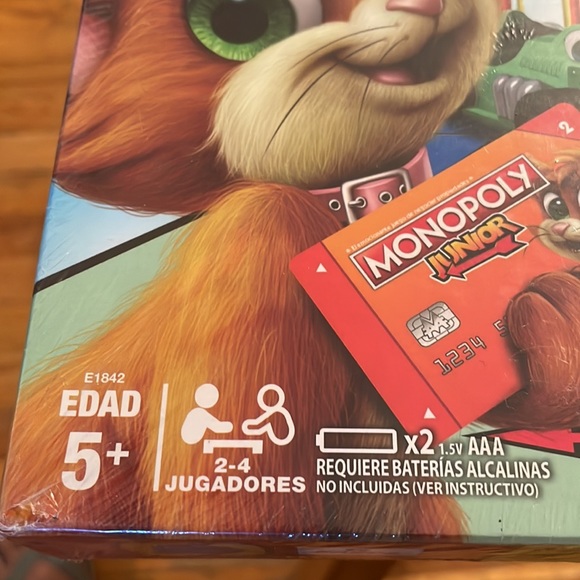 2
MONOPOLY
JUNIOR
1234 5
E1842
EDAD
5+
2-4
JUGADORES
x2 1.5V AAA
REQUIERE BATERÍAS ALCALINAS
NO INCLUIDAS (VER INSTRUCTIVO)